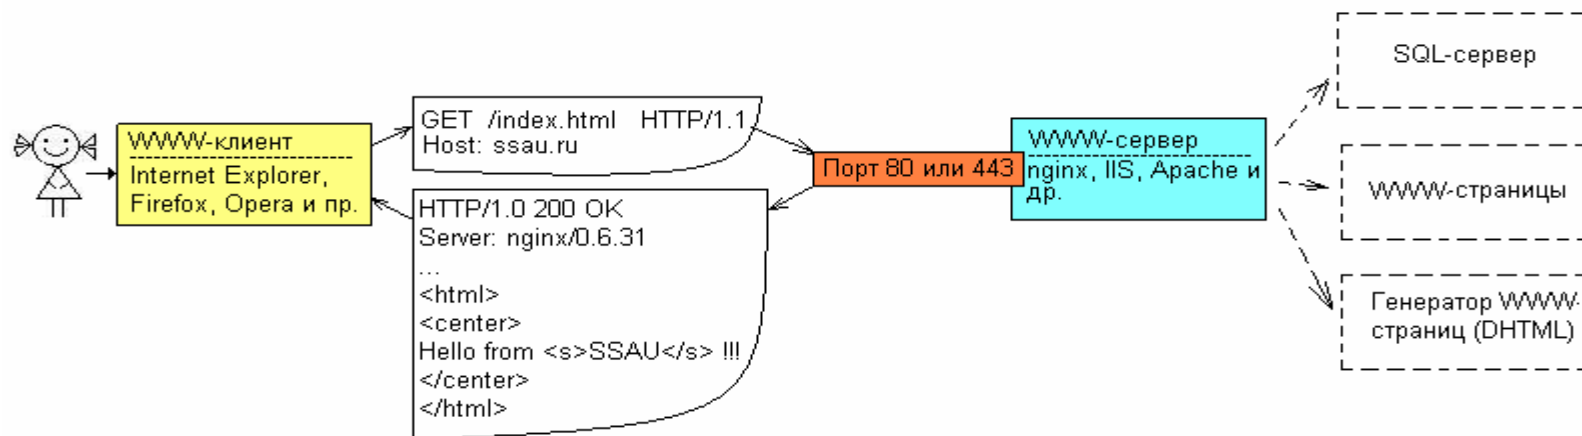 WWW-клиент
Internet Explorer,
Firefox, Opera и пр.
GET /index.html HTTP/1.1
Host: ssau.ru
HTTP/1.0 200 OK
Server: nginx/0.6.31
...
<html>
<center>
Hello from <s>SSAU</s> !!!
</center>
</html>
Порт 80 или 443
WWW-сервер
nginx, IIS, Apache и
др.
SQL-сервер
WWW-страницы
Генератор WWW-
страниц (DHTML)